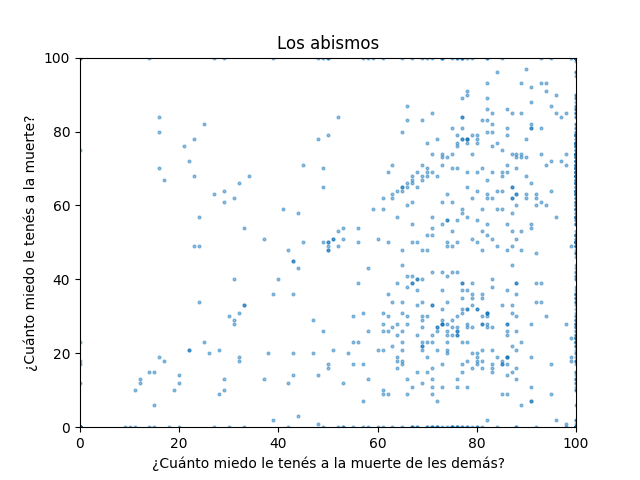 Los abismos
100
80
60
40
20
0
¿Cuánto miedo le tenés a la muerte?
0 20 40 60 80 100
¿Cuánto miedo le tenés a la muerte de les demás?